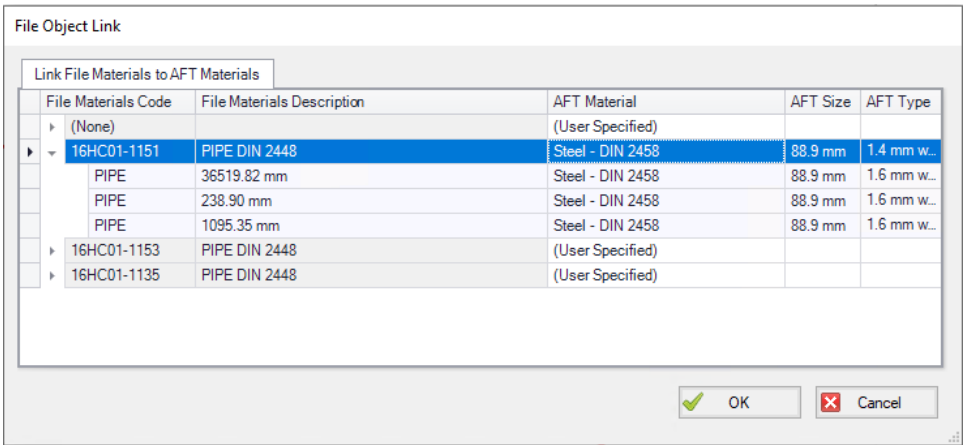 File Object Link
Link File Materials to AFT Materials
File Materials Code File Materials Description AFT Material AFT Size AFT Type
(None) (User Specified)
16HC01-1151 PIPE DIN 2448 Steel - DIN 2458 88.9 mm 1.4 mm w...
PIPE 36519.82 mm Steel - DIN 2458 88.9 mm 1.6 mm w...
PIPE 238.90 mm Steel - DIN 2458 88.9 mm 1.6 mm w...
PIPE 1095.35 mm Steel - DIN 2458 88.9 mm 1.6 mm w...
16HC01-1153 PIPE DIN 2448 (User Specified)
16HC01-1135 PIPE DIN 2448 (User Specified)
OK Cancel